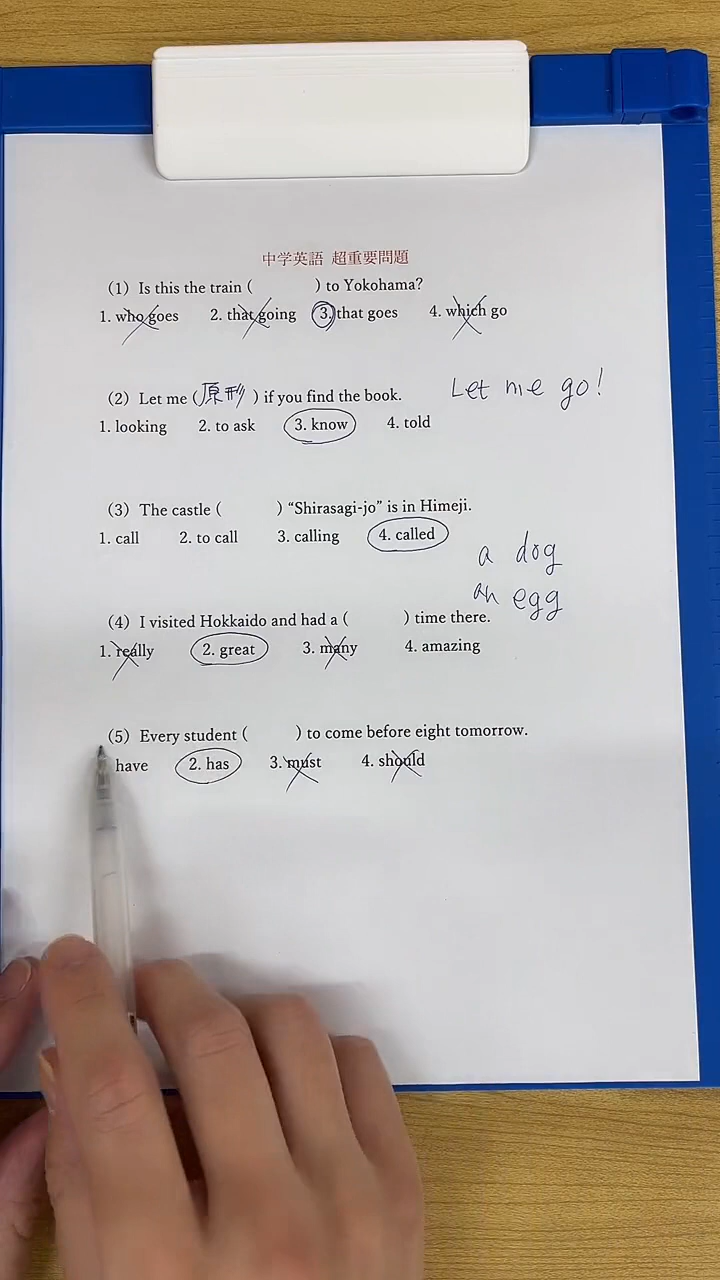 中学英語 超重要問題
(1) Is this the train ( ) to Yokohama?
1. who goes 2. that going 3. that goes 4. which go
(2) Let me (原形) if you find the book. Let me go!
1. looking 2. to ask 3. know 4. told
(3) The castle ( ) “Shirasagi-jo” is in Himeji.
1. call 2. to call 3. calling 4. called
a dog
an egg
(4) I visited Hokkaido and had a ( ) time there.
1. really 2. great 3. many 4. amazing
(5) Every student ( ) to come before eight tomorrow.
have 2. has 3. must 4. should